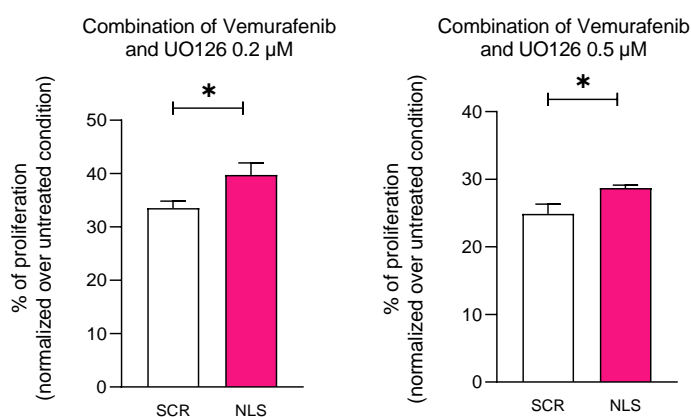 Combination of Vemurafenib
and UO126 0.2 µM
*
% of proliferation
(normalized over untreated condition)
50
40
30
20
10
0
SCR
NLS
Combination of Vemurafenib
and UO126 0.5 µM
*
% of proliferation
(normalized over untreated condition)
40
30
20
10
0
SCR
NLS